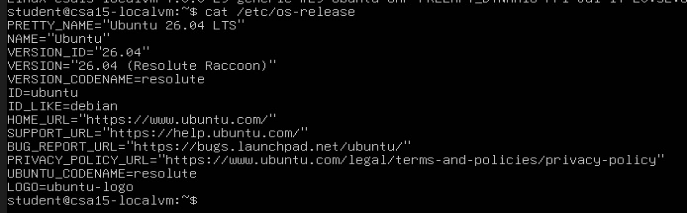 student@csa15-localvm:~$ cat /etc/os-release
PRETTY_NAME="Ubuntu 26.04 LTS"
NAME="Ubuntu"
VERSION_ID="26.04"
VERSION="26.04 (Resolute Raccoon)"
VERSION_CODENAME=resolute
ID=ubuntu
ID_LIKE=debian
HOME_URL="https://www.ubuntu.com/"
SUPPORT_URL="https://help.ubuntu.com/"
BUG_REPORT_URL="https://bugs.launchpad.net/ubuntu/"
PRIVACY_POLICY_URL="https://www.ubuntu.com/legal/terms-and-policies/privacy-policy"
UBUNTU_CODENAME=resolute
LOGO=ubuntu-logo
student@csa15-localvm:~$